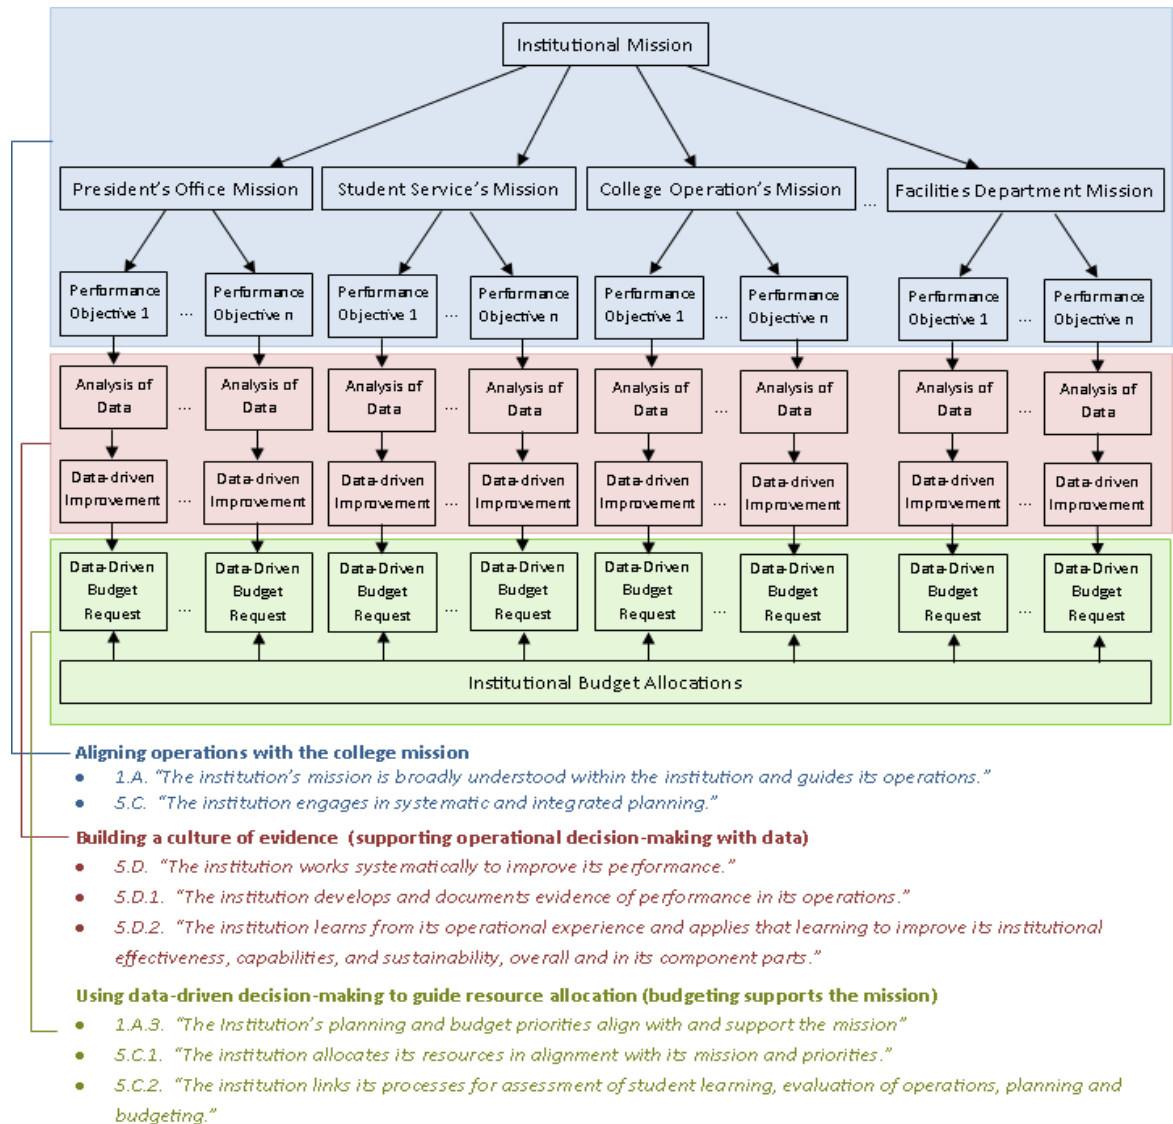 Institutional Mission
President's Office Mission
Student Service's Mission
College Operation's Mission
...
Facilities Department Mission
Performance
Objective 1
...
Performance
Objective n
Performance
Objective 1
...
Performance
Objective n
Performance
Objective 1
...
Performance
Objective n
Performance
Objective 1
...
Performance
Objective n
Analysis of
Data
...
Analysis of
Data
Analysis of
Data
...
Analysis of
Data
Analysis of
Data
...
Analysis of
Data
Analysis of
Data
...
Analysis of
Data
Data-driven
Improvement
...
Data-driven
Improvement
Data-driven
Improvement
...
Data-driven
Improvement
Data-driven
Improvement
...
Data-driven
Improvement
Data-driven
Improvement
...
Data-driven
Improvement
Data-Driven
Budget
Request
...
Data-Driven
Budget
Request
Data-Driven
Budget
Request
...
Data-Driven
Budget
Request
Data-Driven
Budget
Request
...
Data-Driven
Budget
Request
Data-Driven
Budget
Request
...
Data-Driven
Budget
Request
Institutional Budget Allocations
Aligning operations with the college mission
• 1.A. “The institution’s mission is broadly understood within the institution and guides its operations.”
• 5.C. “The institution engages in systematic and integrated planning.”
Building a culture of evidence (supporting operational decision-making with data)
• 5.D. “The institution works systematically to improve its performance.”
• 5.D.1. “The institution develops and documents evidence of performance in its operations.”
• 5.D.2. “The institution learns from its operational experience and applies that learning to improve its institutional
effectiveness, capabilities, and sustainability, overall and in its component parts.”
Using data-driven decision-making to guide resource allocation (budgeting supports the mission)
• 1.A.3. “The Institution’s planning and budget priorities align with and support the mission”
• 5.C.1. “The institution allocates its resources in alignment with its mission and priorities.”
• 5.C.2. “The institution links its processes for assessment of student learning, evaluation of operations, planning and
budgeting.”